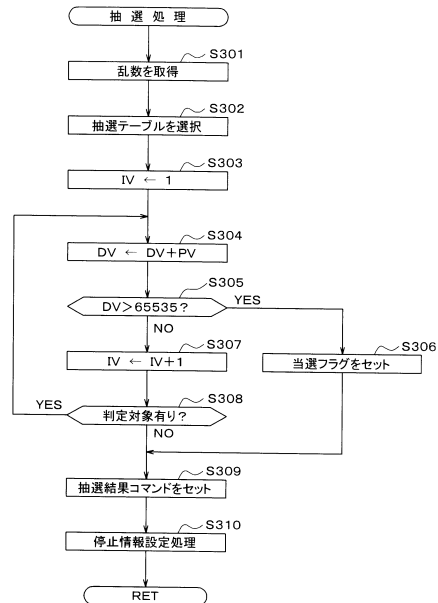 抽選処理
S301
乱数を取得
S302
抽選テーブルを選択
S303
IV ← 1
S304
DV ← DV+PV
S305
DV>65535?
YES
NO
S306
当選フラグをセット
S307
IV ← IV+1
S308
判定対象有り?
YES
NO
S309
抽選結果コマンドをセット
S310
停止情報設定処理
RET